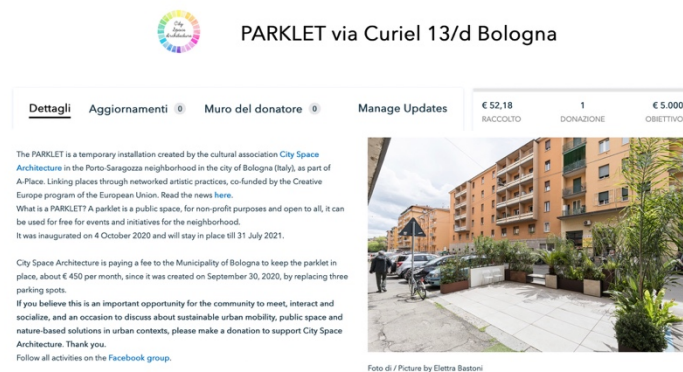 City
Space
Architecture
PARKLET via Curiel 13/d Bologna
Dettagli Aggiornamenti 0 Muro del donatore 0 Manage Updates
€ 52,18 1 € 5.000
RACCOLTO DONAZIONE OBIETTIVO
The PARKLET is a temporary installation created by the cultural association City Space
Architecture in the Porto-Saragozza neighborhood in the city of Bologna (Italy), as part of
A-Place. Linking places through networked artistic practices, co-funded by the Creative
Europe program of the European Union. Read the news here.
What is a PARKLET? A parklet is a public space, for non-profit purposes and open to all, it can
be used for free for events and initiatives for the neighborhood.
It was inaugurated on 4 October 2020 and will stay in place till 31 July 2021.
City Space Architecture is paying a fee to the Municipality of Bologna to keep the parklet in
place, about € 450 per month, since it was created on September 30, 2020, by replacing three
parking spots.
If you believe this is an important opportunity for the community to meet, interact and
socialize, and an occasion to discuss about sustainable urban mobility, public space and
nature-based solutions in urban contexts, please make a donation to support City Space
Architecture. Thank you.
Follow all activities on the Facebook group.
Foto di / Picture by Elettra Bastoni